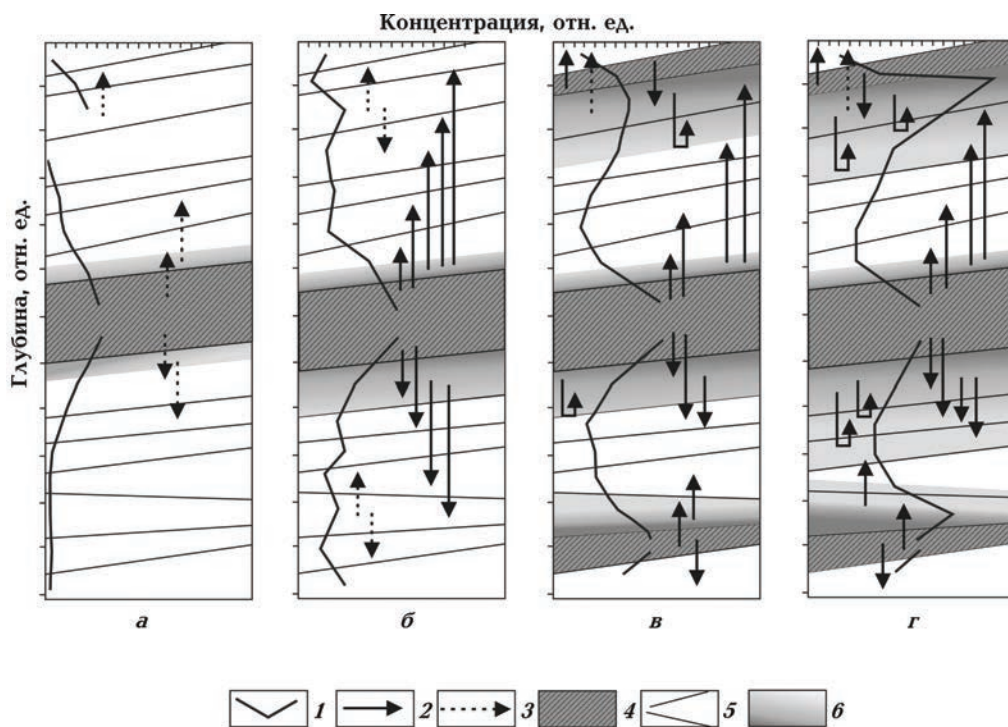 Концентрация, отн. ед.
Глубина, отн. ед.
а
б
в
г
1
2
3
4
5
6